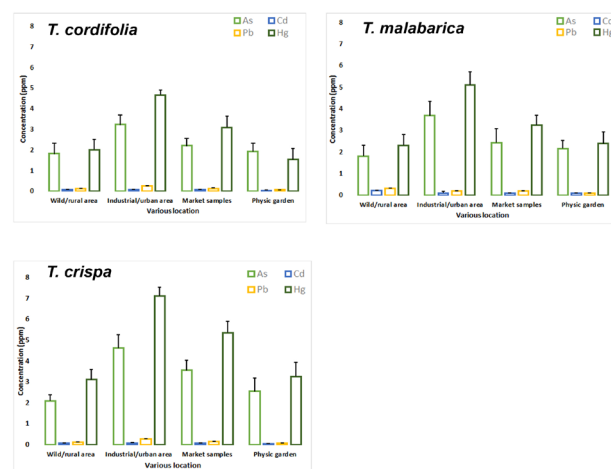 T. cordifolia
As Cd
Pb Hg
Concentration (ppm)
8
7
6
5
4
3
2
1
0
Wild/rural area Industrial/urban area Market samples Physic garden
Various location
T. malabarica
As Cd
Pb Hg
Concentration (ppm)
8
7
6
5
4
3
2
1
0
Wild/rural area Industrial/urban area Market samples Physic garden
Various location
T. crispa
As Cd
Pb Hg
Concentration (ppm)
8
7
6
5
4
3
2
1
0
Wild/rural area Industrial/urban area Market samples Physic garden
Various location